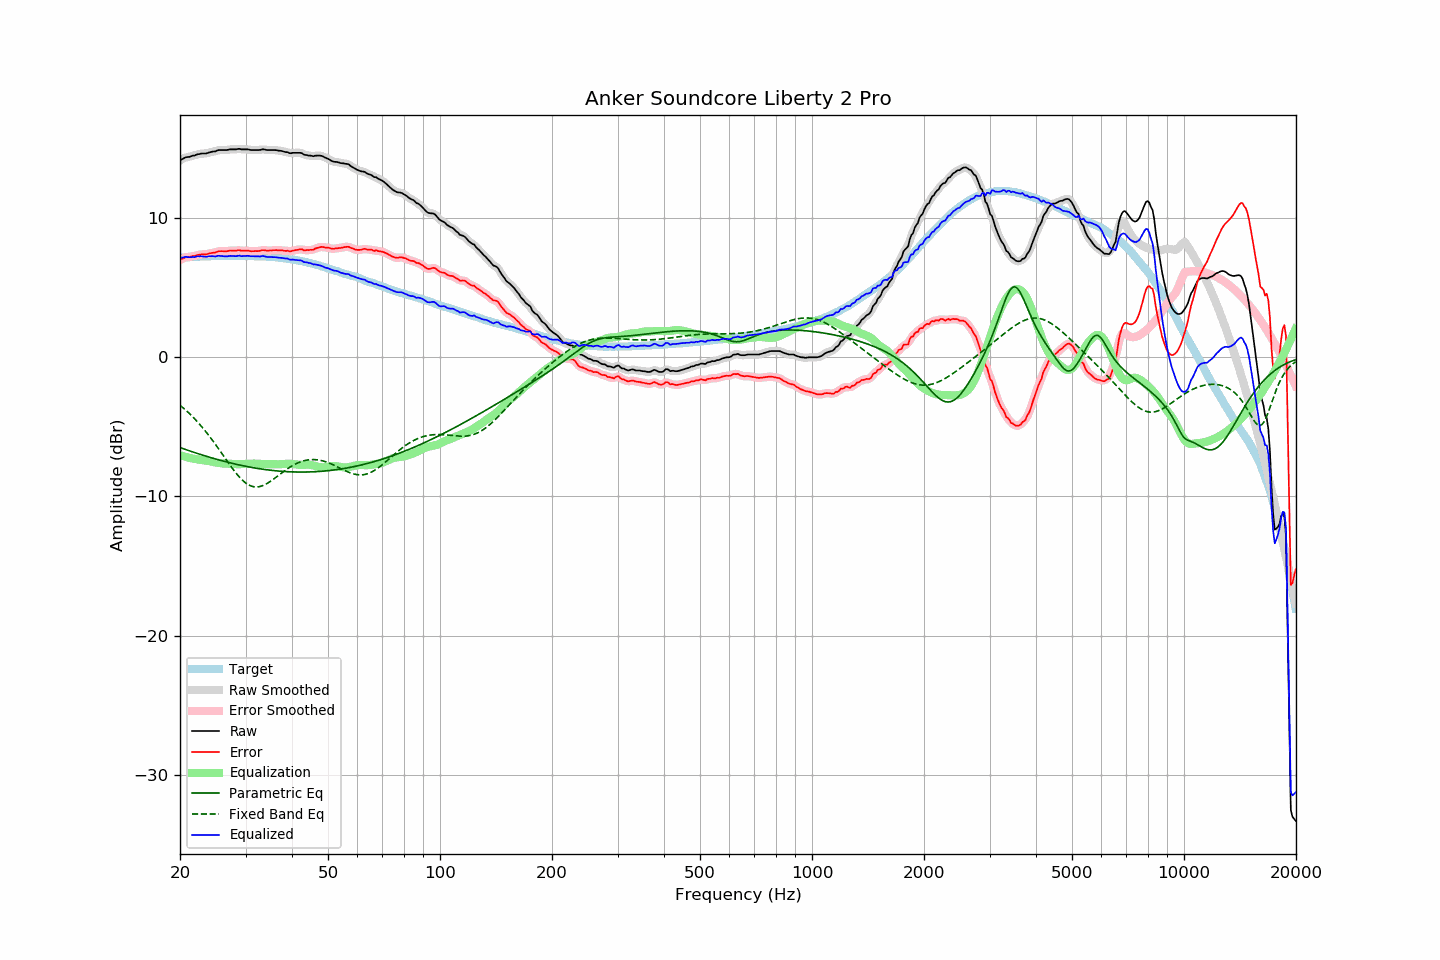 Anker Soundcore Liberty 2 Pro
10
0
−10
−20
−30
Amplitude (dBr)
Target
Raw Smoothed
Error Smoothed
Raw
Error
Equalization
Parametric Eq
Fixed Band Eq
Equalized
20 50 100 200 500 1000 2000 5000 10000 20000
Frequency (Hz)